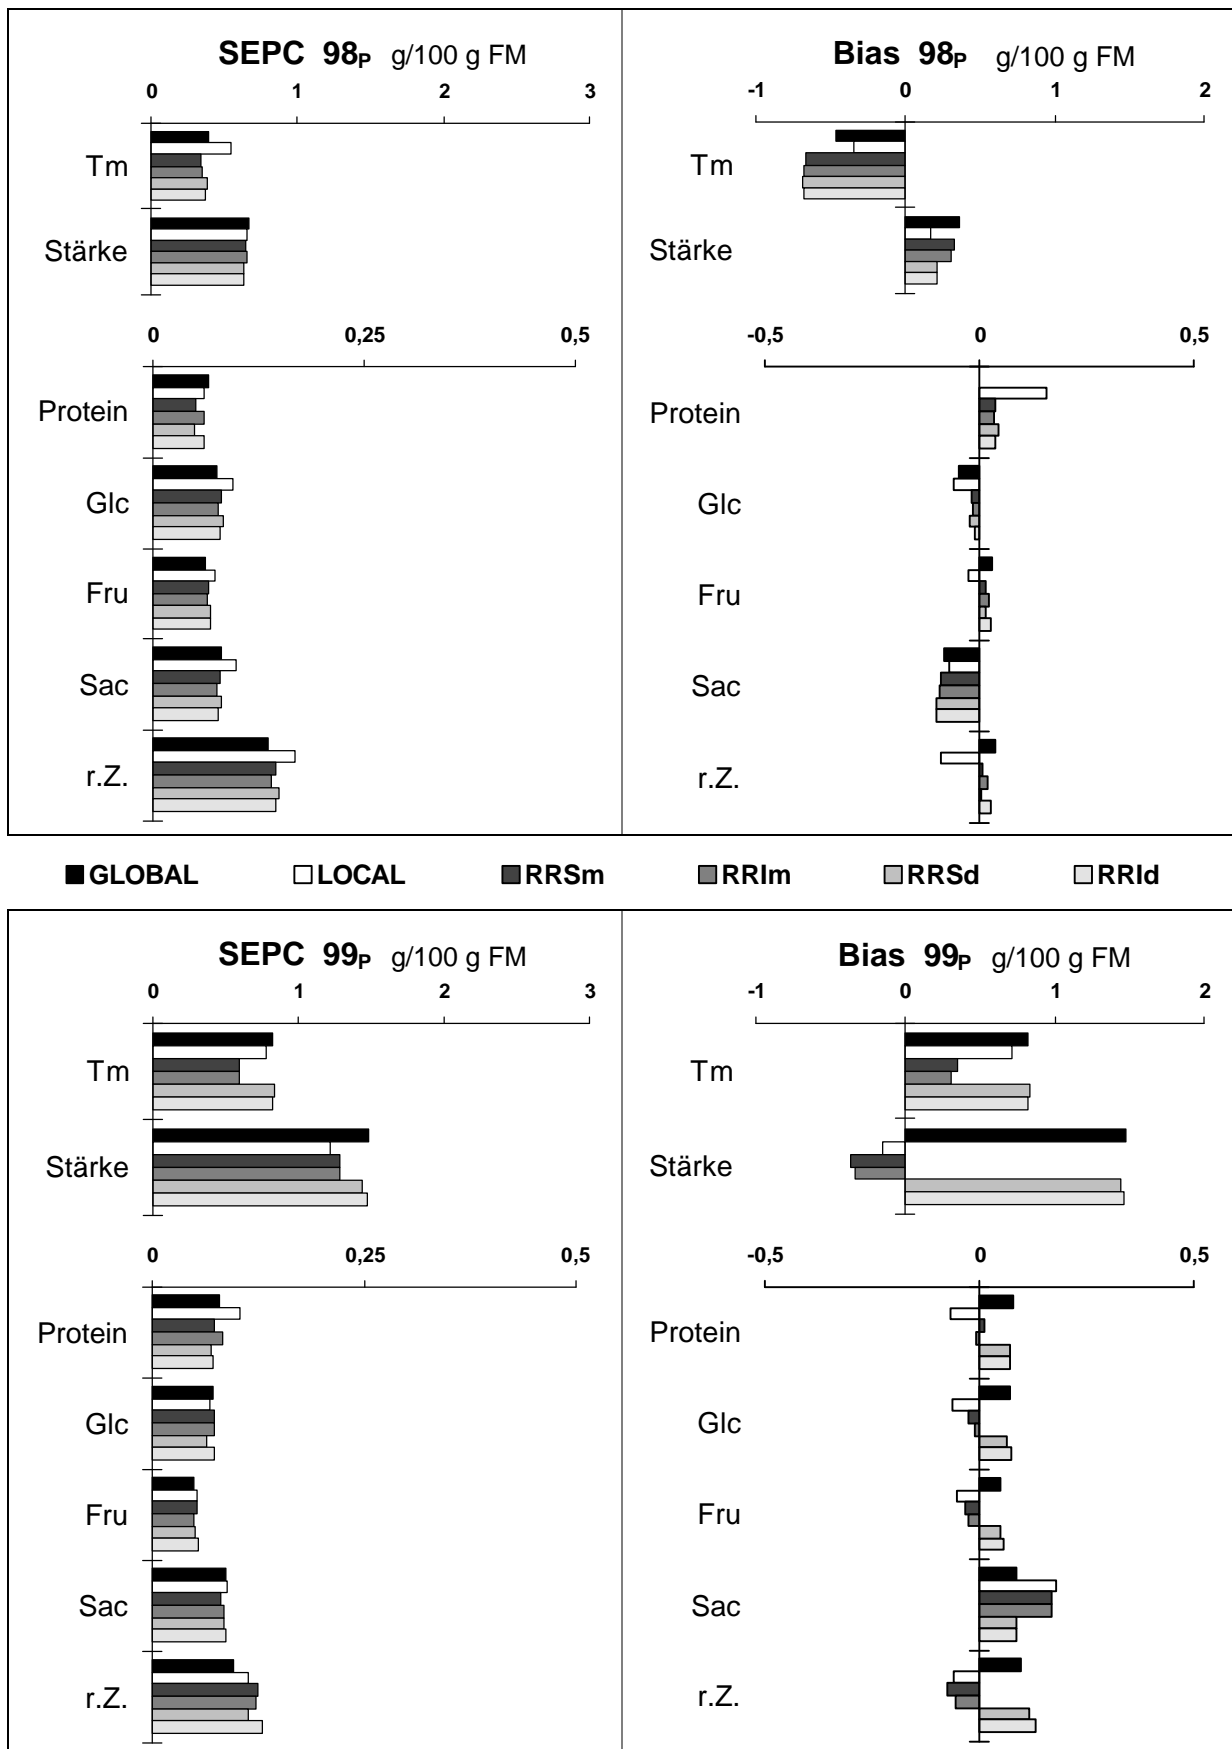 SEPC 98P g/100 g FM
0 1 3
Tm
Stärke
0 0,25 0,5
Protein
Glc
Fru
Sac
r.Z.
Bias 98P g/100 g FM
-1 0 1 2
Tm
Stärke
-0,5 0 0,5
Protein
Glc
Fru
Sac
r.Z.
GLOBAL LOCAL RRSm RRIm RRSd RRId
SEPC 99P g/100 g FM
0 1 2 3
Tm
Stärke
0 0,25 0,5
Protein
Glc
Fru
Sac
r.Z.
Bias 99P g/100 g FM
-1 0 1 2
Tm
Stärke
-0,5 0 0,5
Protein
Glc
Fru
Sac
r.Z.